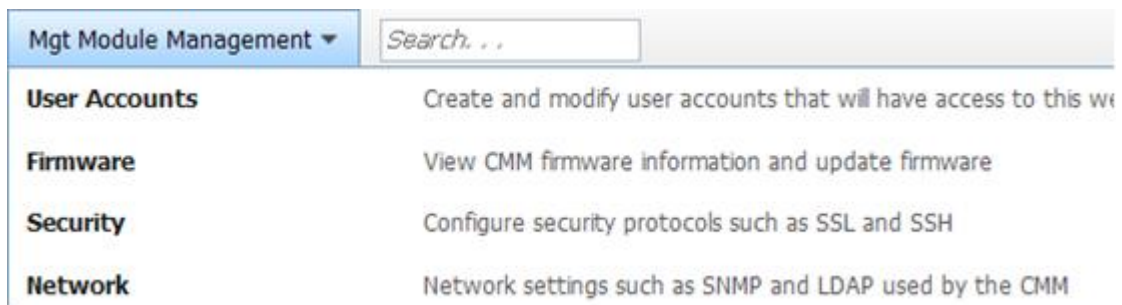 Mgt Module Management
Search. . .
User Accounts Create and modify user accounts that will have access to this
Firmware View CMM firmware information and update firmware
Security Configure security protocols such as SSL and SSH
Network Network settings such as SNMP and LDAP used by the CMM